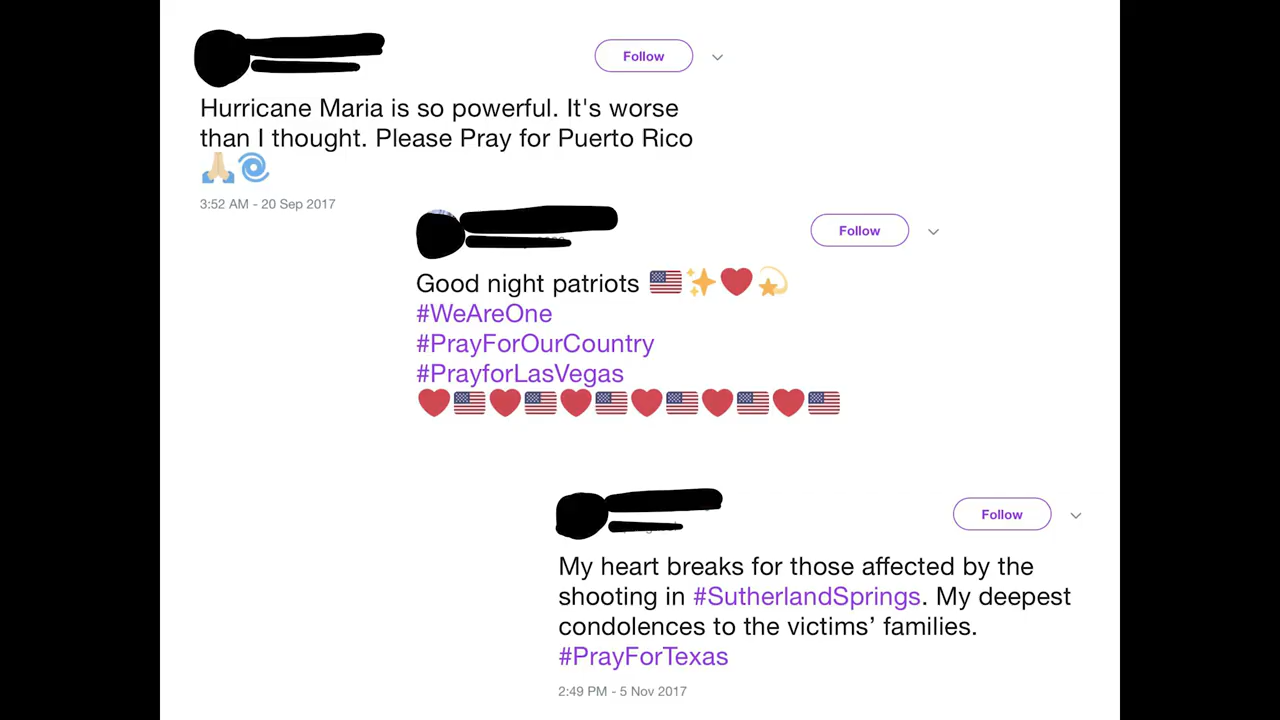 Follow
Hurricane Maria is so powerful. It's worse
than I thought. Please Pray for Puerto Rico
🙏🏼🌀
3:52 AM - 20 Sep 2017
Follow
Good night patriots 🇺🇸✨❤️💫
#WeAreOne
#PrayForOurCountry
#PrayforLasVegas
❤️🇺🇸❤️🇺🇸❤️🇺🇸❤️🇺🇸❤️🇺🇸❤️🇺🇸
Follow
My heart breaks for those affected by the
shooting in #SutherlandSprings. My deepest
condolences to the victims’ families.
#PrayForTexas
2:49 PM - 5 Nov 2017